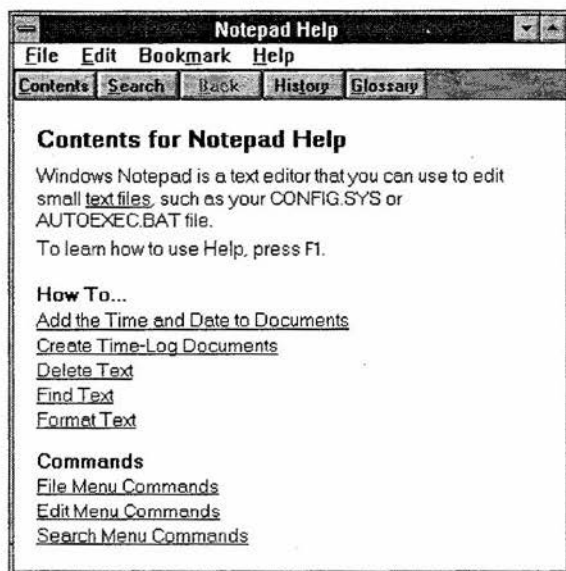 Notepad Help
File Edit Bookmark Help
Contents Search Back History Glossary
Contents for Notepad Help
Windows Notepad is a text editor that you can use to edit
small text files, such as your CONFIG.SYS or
AUTOEXEC.BAT file.
To learn how to use Help, press F1.
How To...
Add the Time and Date to Documents
Create Time-Log Documents
Delete Text
Find Text
Format Text
Commands
File Menu Commands
Edit Menu Commands
Search Menu Commands